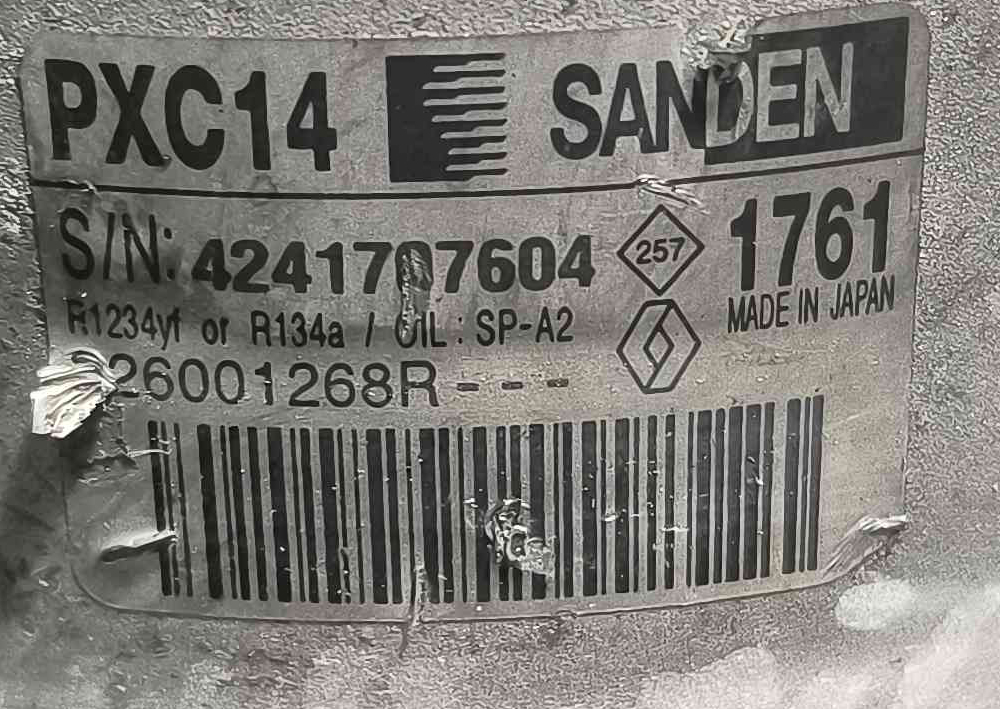 PXC14 SANDEN
S/N: 4241707604 257 1761
R1234yf or R134a / OIL : SP-A2 MADE IN JAPAN
26001268R---